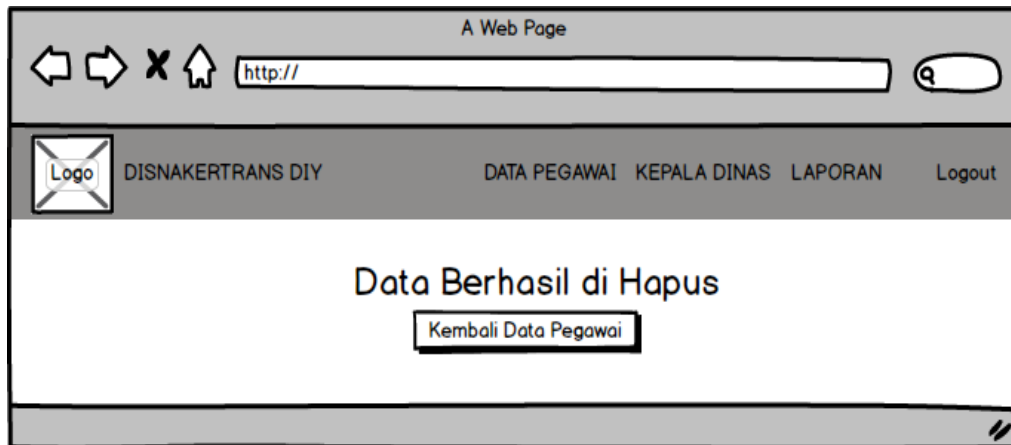 A Web Page
http://
Logo DISNAKERTRANS DIY DATA PEGAWAI KEPALA DINAS LAPORAN Logout
Data Berhasil di Hapus
Kembali Data Pegawai